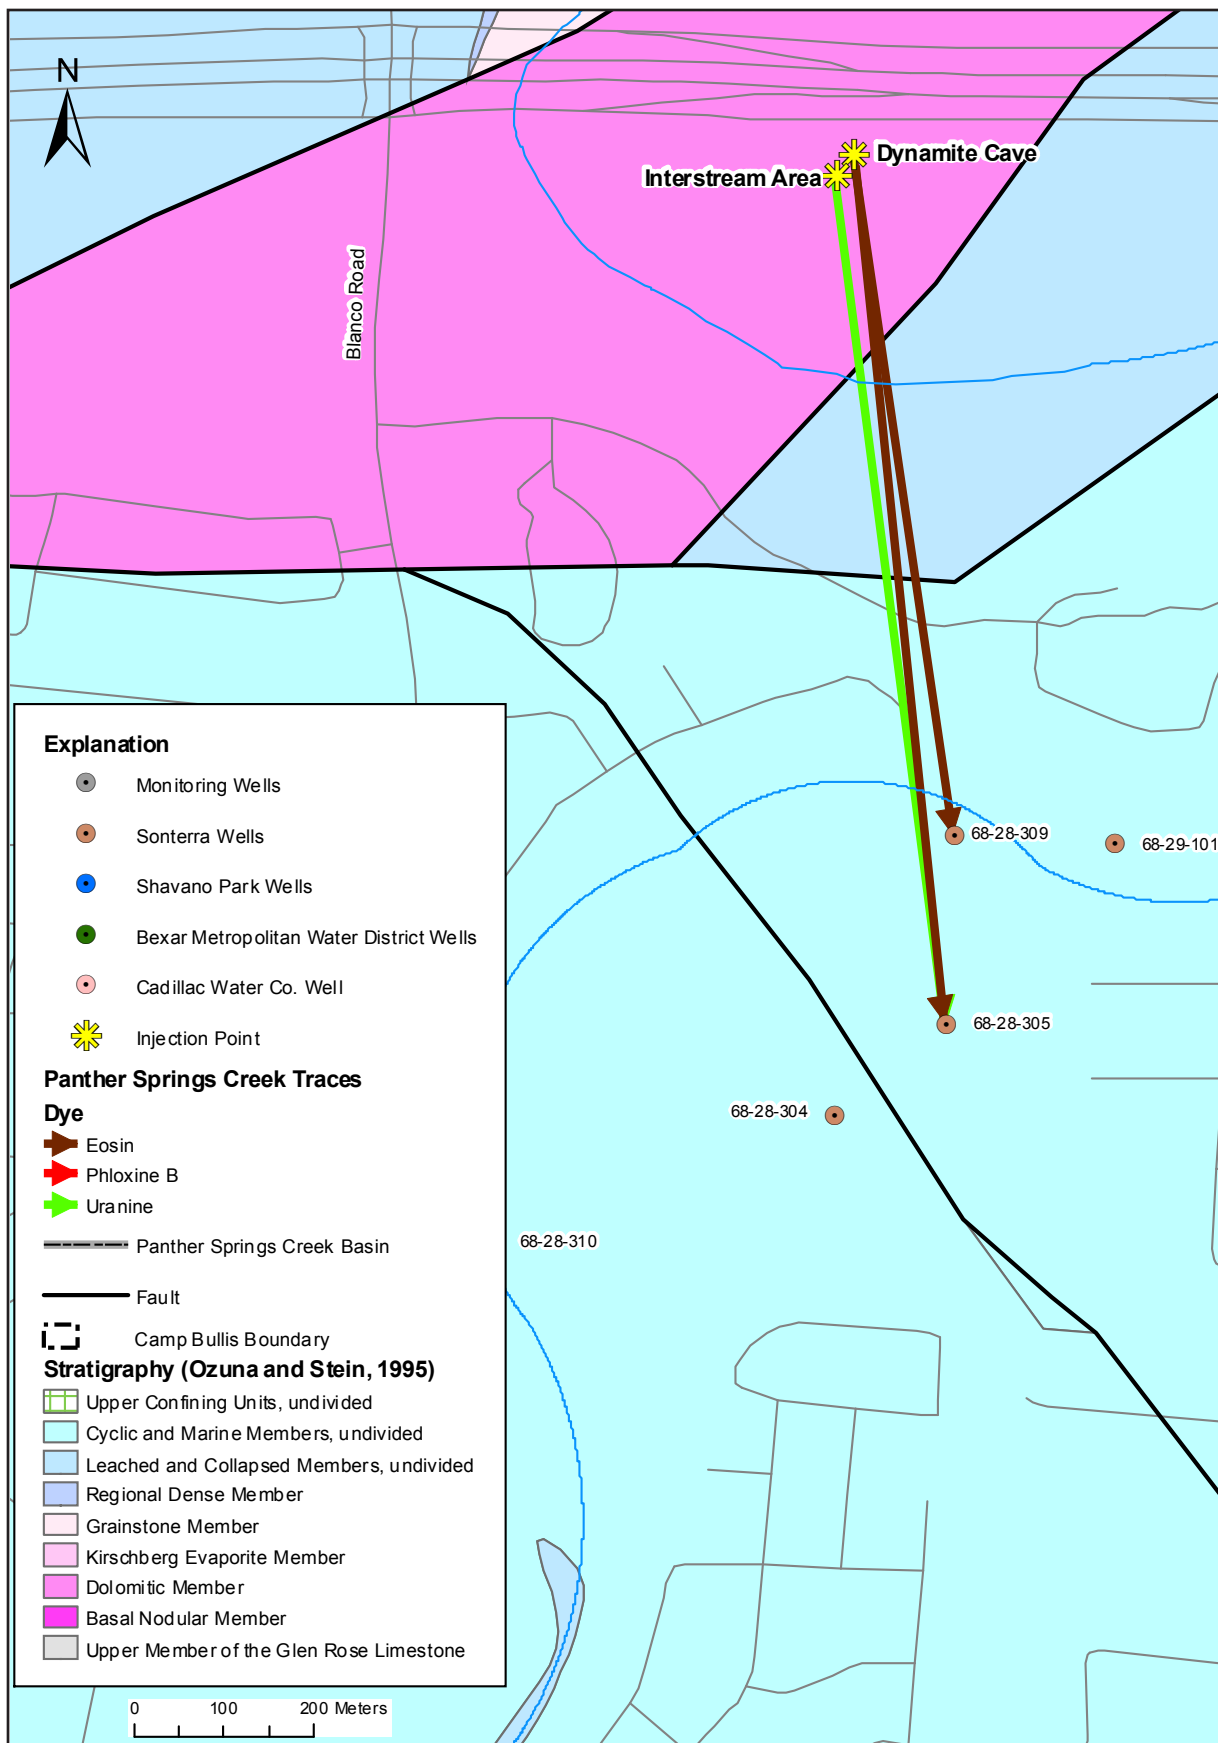 N
Dynamite Cave
Interstream Area
Blanco Road
68-28-309
68-29-101
68-28-305
68-28-304
68-28-310
Explanation
Monitoring Wells
Sonterra Wells
Shavano Park Wells
Bexar Metropolitan Water District Wells
Cadillac Water Co. Well
Injection Point
Panther Springs Creek Traces
Dye
Eosin
Phloxine B
Uranine
Panther Springs Creek Basin
Fault
Camp Bullis Boundary
Stratigraphy (Ozuna and Stein, 1995)
Upper Confining Units, undivided
Cyclic and Marine Members, undivided
Leached and Collapsed Members, undivided
Regional Dense Member
Grainstone Member
Kirschberg Evaporite Member
Dolomitic Member
Basal Nodular Member
Upper Member of the Glen Rose Limestone
0 100 200 Meters